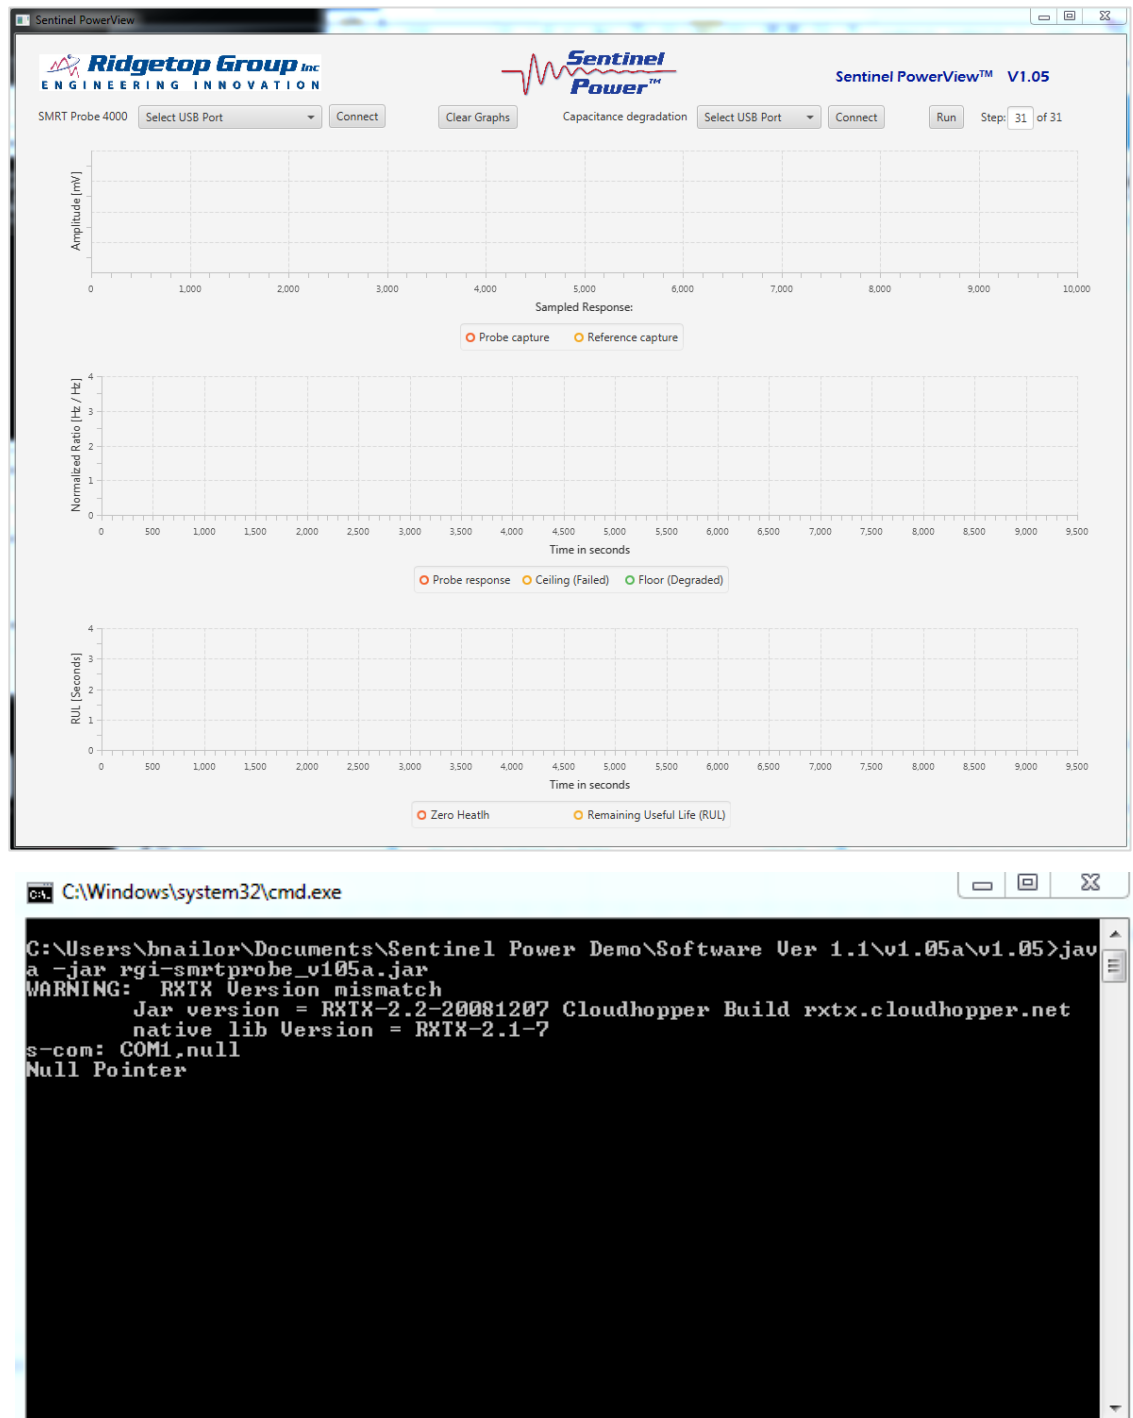 Sentinel PowerView
Ridgetop Group Inc
ENGINEERING INNOVATION
Sentinel
Power™
Sentinel PowerView™ V1.05
SMRT Probe 4000 Select USB Port Connect Clear Graphs Capacitance degradation Select USB Port Connect Run Step: 31 of 31
Amplitude [mV]
0 1,000 2,000 3,000 4,000 5,000 6,000 7,000 8,000 9,000 10,000
Sampled Response:
Probe capture Reference capture
Normalized Ratio [Hz / Hz]
4
3
2
1
0
0 500 1,000 1,500 2,000 2,500 3,000 3,500 4,000 4,500 5,000 5,500 6,000 6,500 7,000 7,500 8,000 8,500 9,000 9,500
Time in seconds
Probe response Ceiling (Failed) Floor (Degraded)
RUL [Seconds]
4
3
2
1
0
0 500 1,000 1,500 2,000 2,500 3,000 3,500 4,000 4,500 5,000 5,500 6,000 6,500 7,000 7,500 8,000 8,500 9,000 9,500
Time in seconds
Zero Heatlh Remaining Useful Life (RUL)
C:\Windows\system32\cmd.exe
C:\Users\bnailor\Documents\Sentinel Power Demo\Software Ver 1.1\v1.05a\v1.05>jav
a -jar rgi-smrtprobe_v105a.jar
WARNING: RXTX Version mismatch
Jar version = RXTX-2.2-20081207 Cloudhopper Build rxtx.cloudhopper.net
native lib Version = RXTX-2.1-7
s-com: COM1,null
Null Pointer